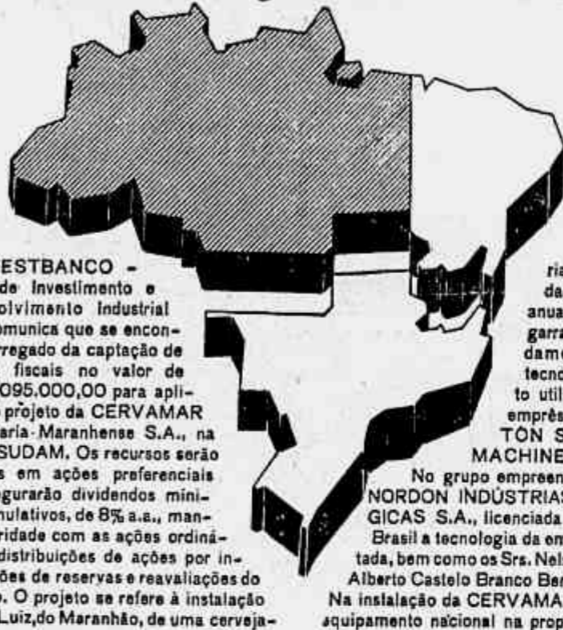 ESTBANCO -
de Investimento e
olvimento Industrial
omunica que se encon-
rregado da captação de
fiscais no valor de
095.000,00 para apli-
projeto da CERVAMAR
aria Maranhense S.A., na
SUDAM. Os recursos serão
s em ações preferenciais
egurarão dividendos míni-
mulativos, de 8% a.a., man-
ridade com as ações ordiná-
distribuições de ações por in-
ões de reservas e reavaliações do
o. O projeto se refere à instalação
Luiz, do Maranhão, de uma cerveja-
ria
da
anua
garra
dame
tecno
to util
emprês
TON S
MACHINE
No grupo empreen
NORDON INDÚSTRIAS
GICAS S.A., licenciada
Brasil a tecnologia da em
tada, bem como os Srs. Nels
Alberto Castelo Branco Ber
Na instalação da CERVAMA
equipamento nacional na prop